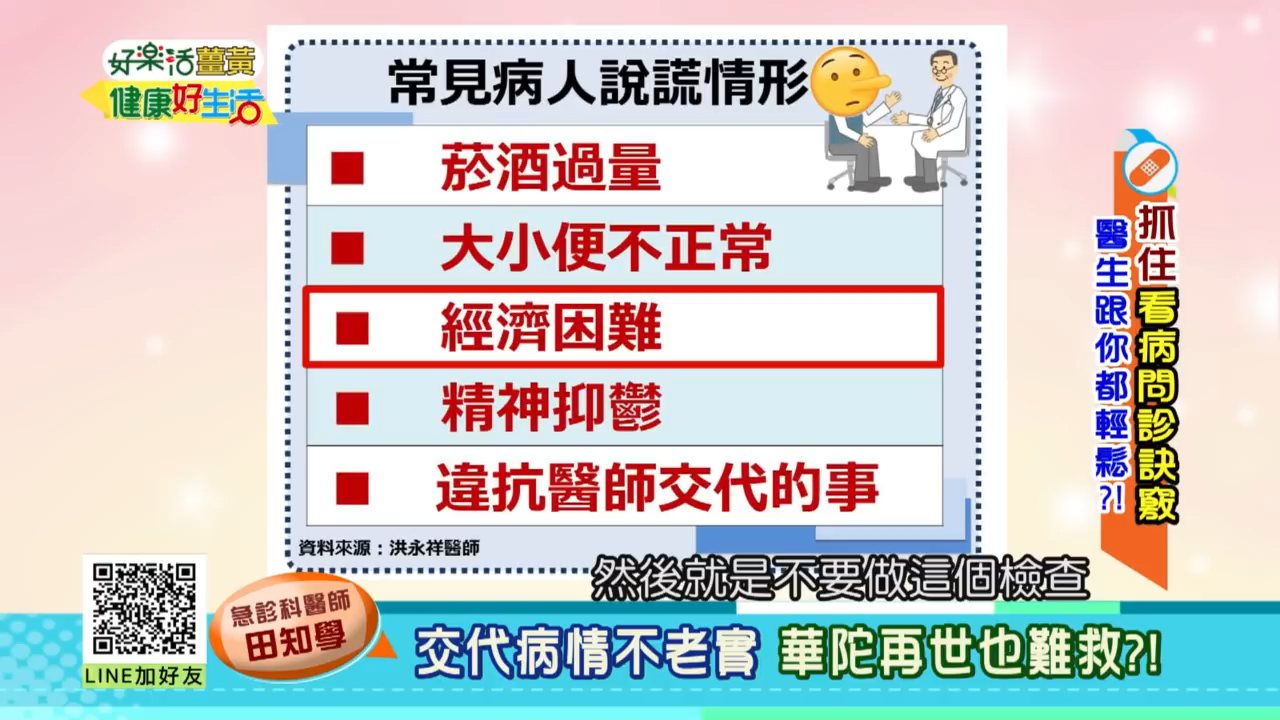 好樂活薑黃
健康好生活
常見病人說謊情形
菸酒過量
大小便不正常
經濟困難
精神抑鬱
違抗醫師交代的事
資料來源：洪永祥醫師
抓住看病問診訣竅
醫生跟你都輕鬆?!
然後就是不要做這個檢查
急診科醫師
田知學
交代病情不老實 華陀再世也難救?!
LINE加好友